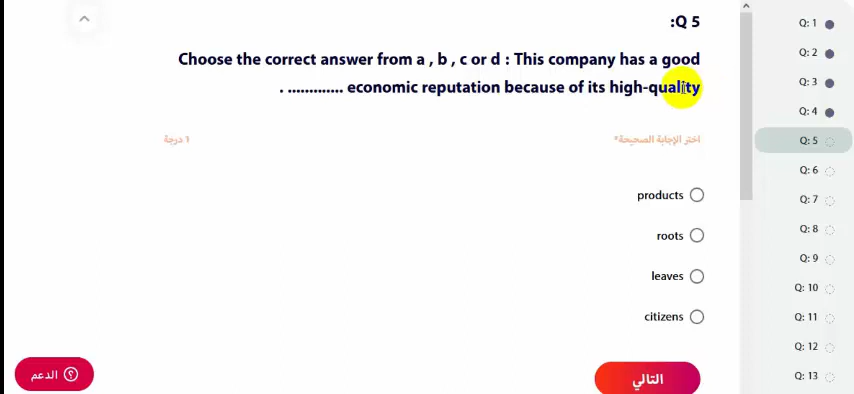 :Q 5
Choose the correct answer from a , b , c or d : This company has a good
. ............. economic reputation because of its high-quality
اختر الإجابة الصحيحة*
١ درجة
products
roots
leaves
citizens
التالي
الدعم
Q: 1
Q: 2
Q: 3
Q: 4
Q: 5
Q: 6
Q: 7
Q: 8
Q: 9
Q: 10
Q: 11
Q: 12
Q: 13